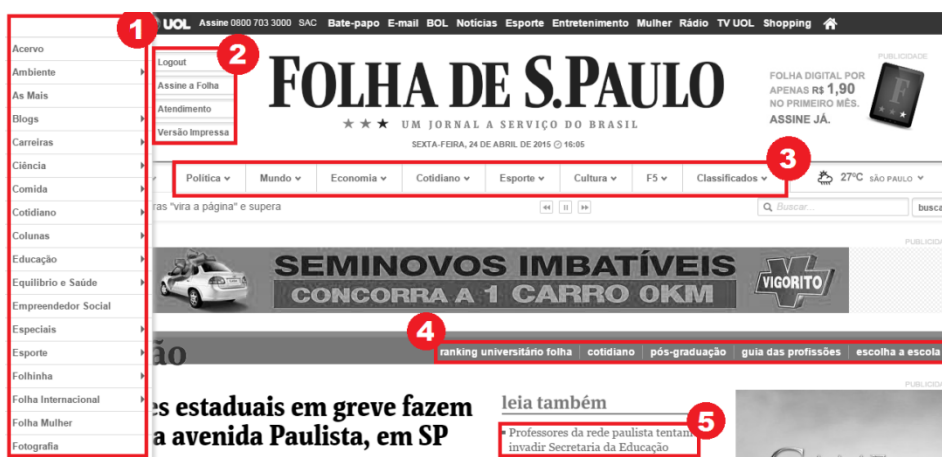 1
UOL Assine 0800 703 3000 SAC Bate-papo E-mail BOL Notícias Esporte Entretenimento Mulher Rádio TV UOL Shopping
Acervo
Ambiente
As Mais
Blogs
Carreiras
Ciência
Comida
Cotidiano
Colunas
Educação
Equilíbrio e Saúde
Empreendedor Social
Especiais
Esporte
Folhinha
Folha Internacional
Folha Mulher
Fotografia
2
Logout
Assine a Folha
Atendimento
Versão Impressa
FOLHA DE S.PAULO
★ ★ ★ UM JORNAL A SERVIÇO DO BRASIL
SEXTA-FEIRA, 24 DE ABRIL DE 2015 16:05
PUBLICIDADE
FOLHA DIGITAL POR
APENAS R$ 1,90
NO PRIMEIRO MÊS.
ASSINE JÁ.
F
3
Política Mundo Economia Cotidiano Esporte Cultura F5 Classificados 27ºC SÃO PAULO
ras "vira a página" e supera
Buscar... busca
PUBLICIDA
SEMINOVOS IMBATÍVEIS
CONCORRA A 1 CARRO 0KM
VIGORITO
4
ão
ranking universitário folha cotidiano pós-graduação guia das profissões escolha a escola
PUBLICIDA
es estaduais em greve fazem
a avenida Paulista, em SP
leia também
5
Professores da rede paulista tentam
invadir Secretaria da Educação